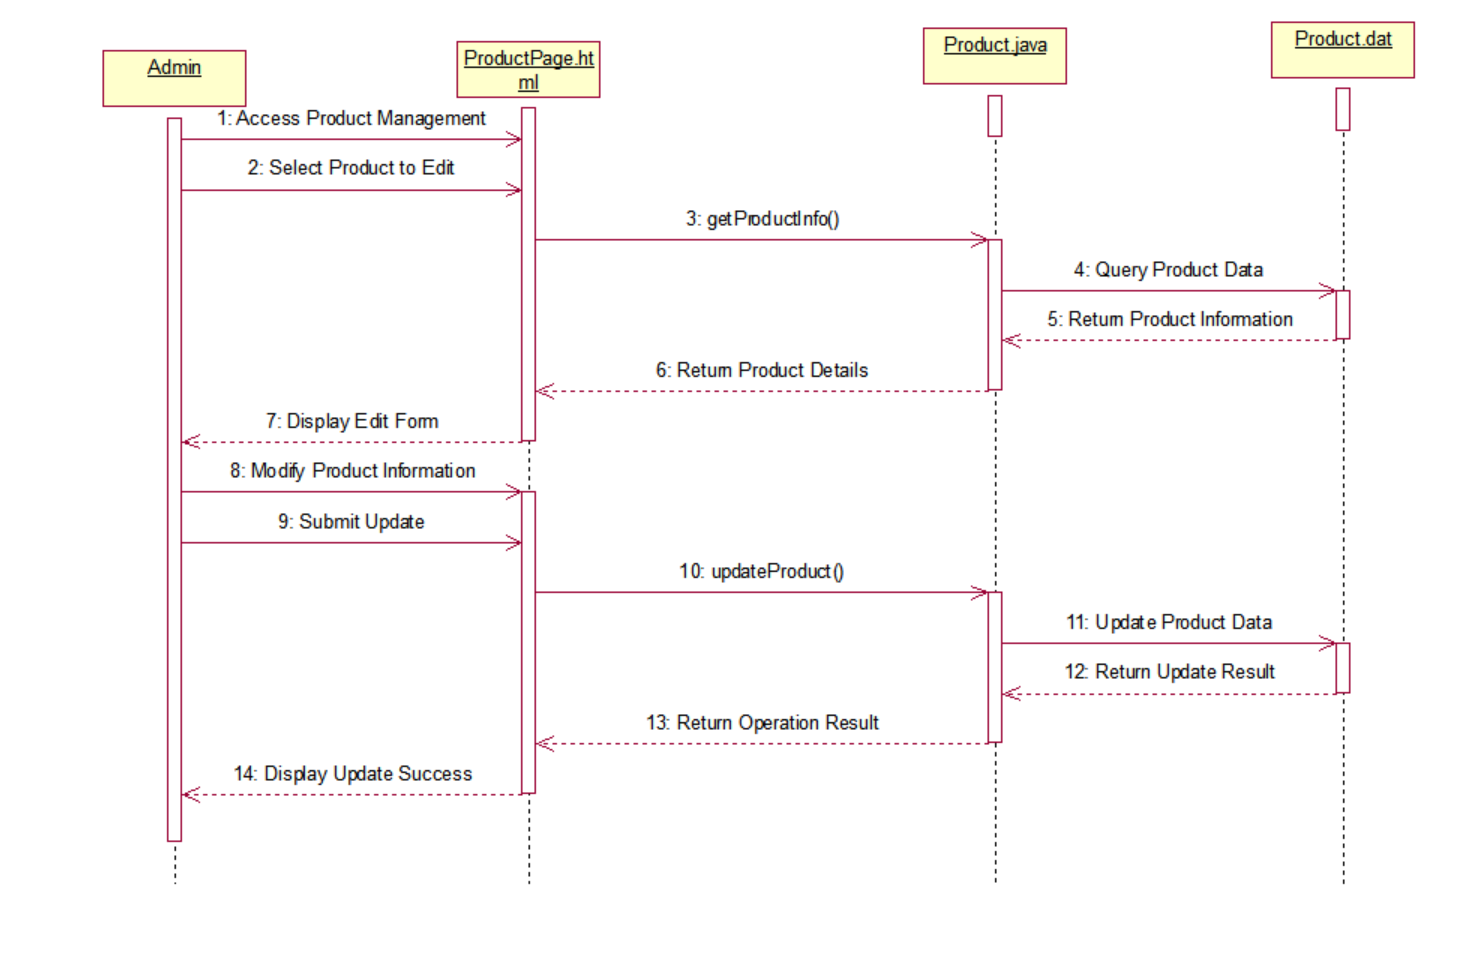 Admin
ProductPage.ht
ml
Product.java
Product.dat
1: Access Product Management
2: Select Product to Edit
3: getProductInfo()
4: Query Product Data
5: Return Product Information
6: Return Product Details
7: Display Edit Form
8: Modify Product Information
9: Submit Update
10: updateProduct()
11: Update Product Data
12: Return Update Result
13: Return Operation Result
14: Display Update Success